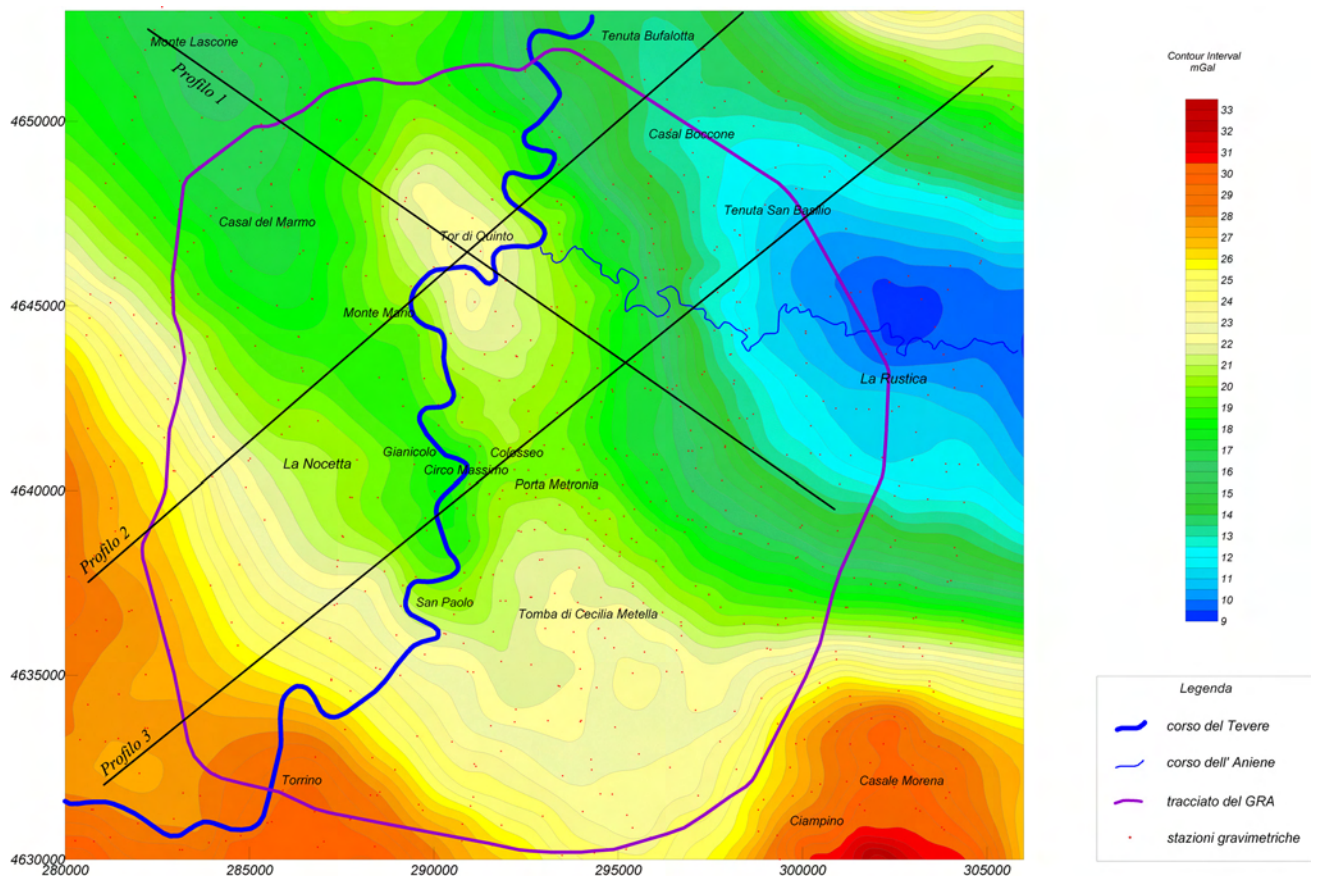 Monte Lascone
Tenuta Bufalotta
Profilo 1
4650000
Casal Boccone
Casal del Marmo
Tenuta San Basilio
Tor di Quinto
4645000
Monte Mario
La Rustica
Gianicolo
Colosseo
La Nocetta
Circo Massimo
4640000
Porta Metronia
Profilo 2
San Paolo
Tomba di Cecilia Metella
4635000
Profilo 3
Torrino
Casale Morena
Ciampino
4630000
280000
285000
290000
295000
300000
305000
Contour Interval
mGal
33
32
31
30
29
28
26
25
24
23
22
21
20
19
18
17
16
15
14
13
12
11
10
9
Legenda
corso del Tevere
corso dell' Aniene
tracciato del GRA
stazioni gravimetriche